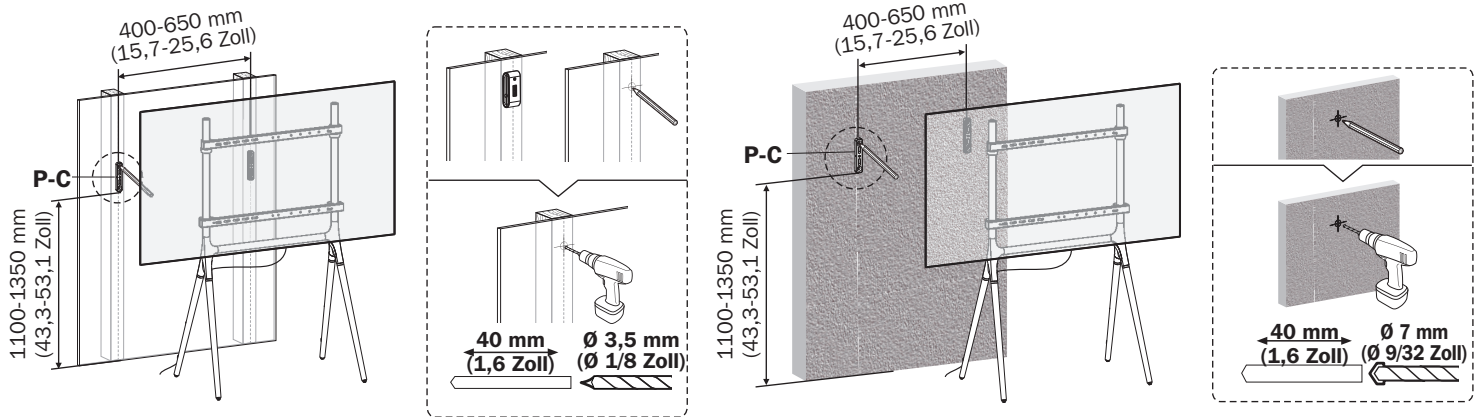 400-650 mm
(15,7-25,6 Zoll)
P-C
1100-1350 mm
(43,3-53,1 Zoll)
40 mm
(1,6 Zoll)
Ø 3,5 mm
(Ø 1/8 Zoll)
400-650 mm
(15,7-25,6 Zoll)
P-C
1100-1350 mm
(43,3-53,1 Zoll)
40 mm
(1,6 Zoll)
Ø 7 mm
(Ø 9/32 Zoll)